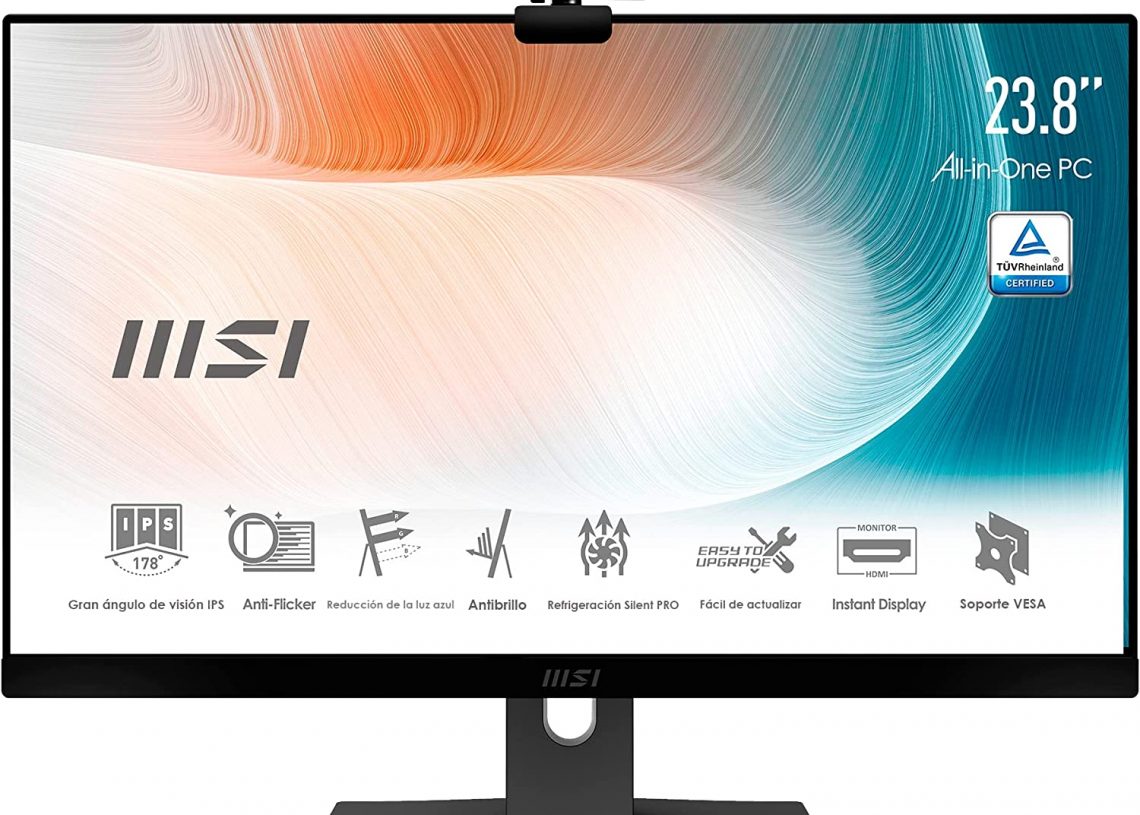 23.8”
All-in-One PC
TÜVRheinland®
CERTIFIED
msi
IPS
178°
R
G
B
EASY TO
UPGRADE
MONITOR
HDMI
Gran ángulo de visión IPS
Anti-Flicker
Reducción de la luz azul
Antibrillo
Refrigeración Silent PRO
Fácil de actualizar
Instant Display
Soporte VESA
msi